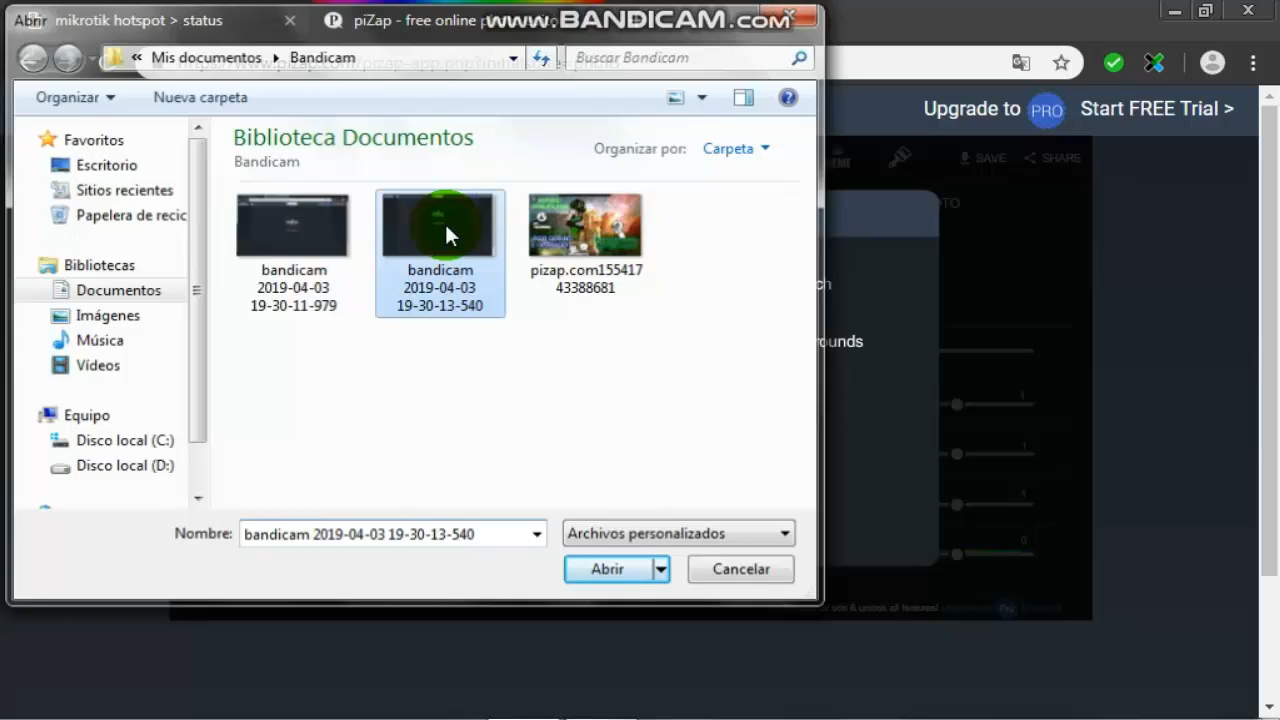 Abrir
mikrotik hotspot > status
piZap - free online
www.BANDICAM.com
Mis documentos
Bandicam
Buscar Bandicam
Organizar
Nueva carpeta
Upgrade to PRO Start FREE Trial >
Favoritos
Escritorio
Sitios recientes
Papelera de recic
Bibliotecas
Documentos
Imágenes
Música
Vídeos
Equipo
Disco local (C:)
Disco local (D:)
Biblioteca Documentos
Bandicam
Organizar por: Carpeta
bandicam
2019-04-03
19-30-11-979
bandicam
2019-04-03
19-30-13-540
pizap.com155417
43388681
SAVE
SHARE
Nombre:
bandicam 2019-04-03 19-30-13-540
Archivos personalizados
Abrir
Cancelar